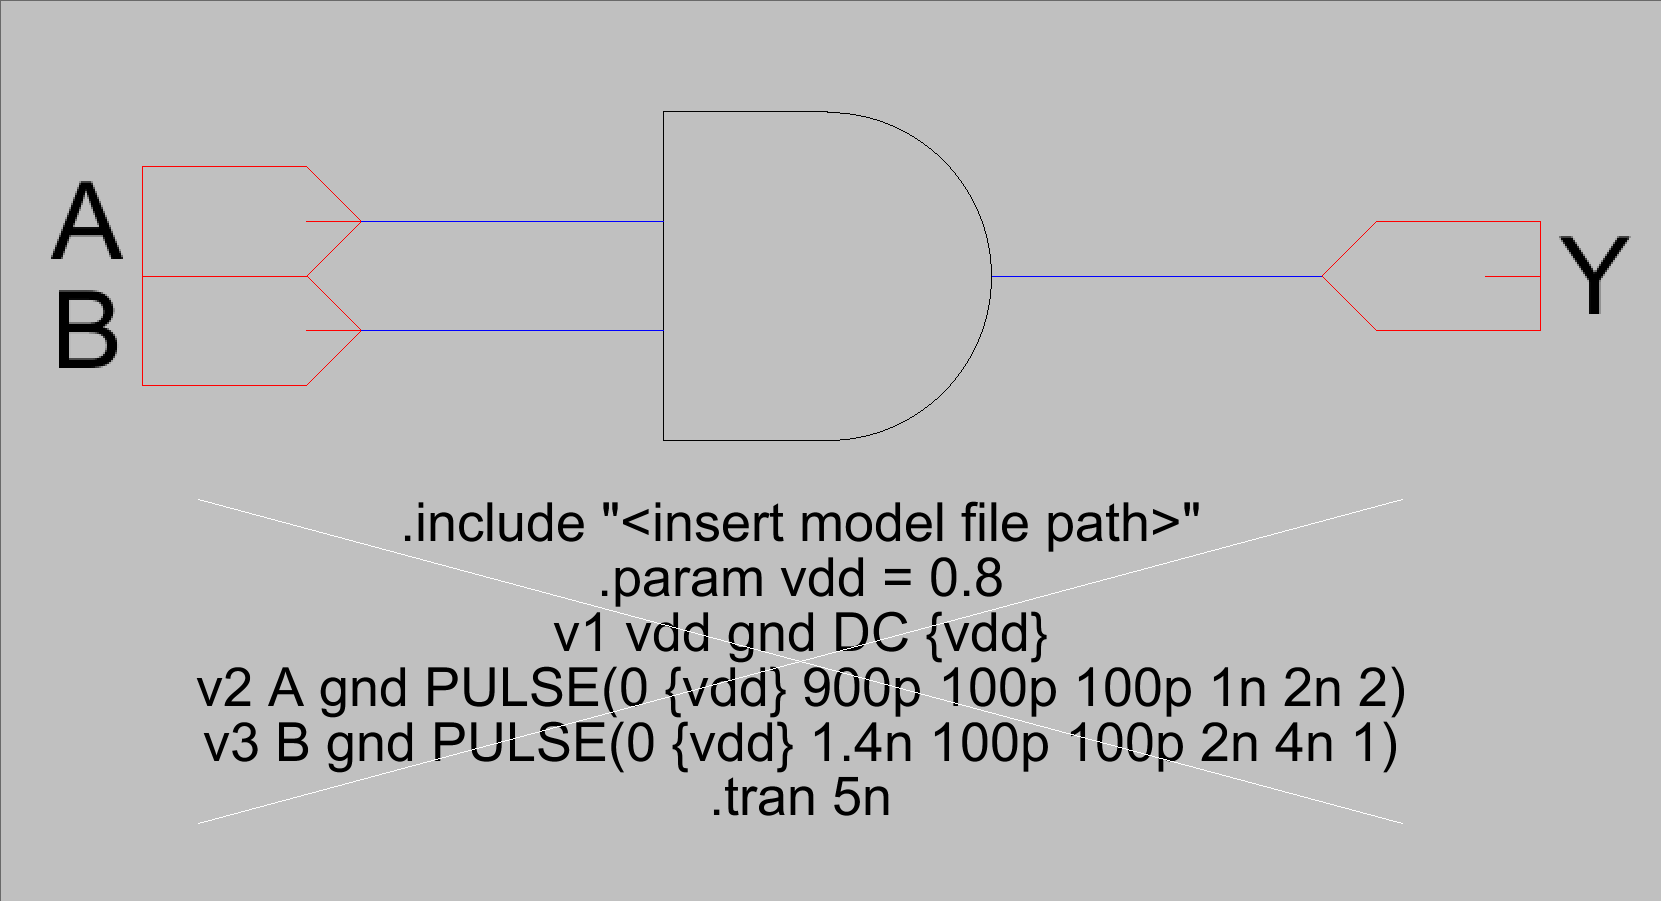 A
B
Y
.include "<insert model file path>"
.param vdd = 0.8
v1 vdd gnd DC {vdd}
v2 A gnd PULSE(0 {vdd} 900p 100p 100p 1n 2n 2)
v3 B gnd PULSE(0 {vdd} 1.4n 100p 100p 2n 4n 1)
.tran 5n